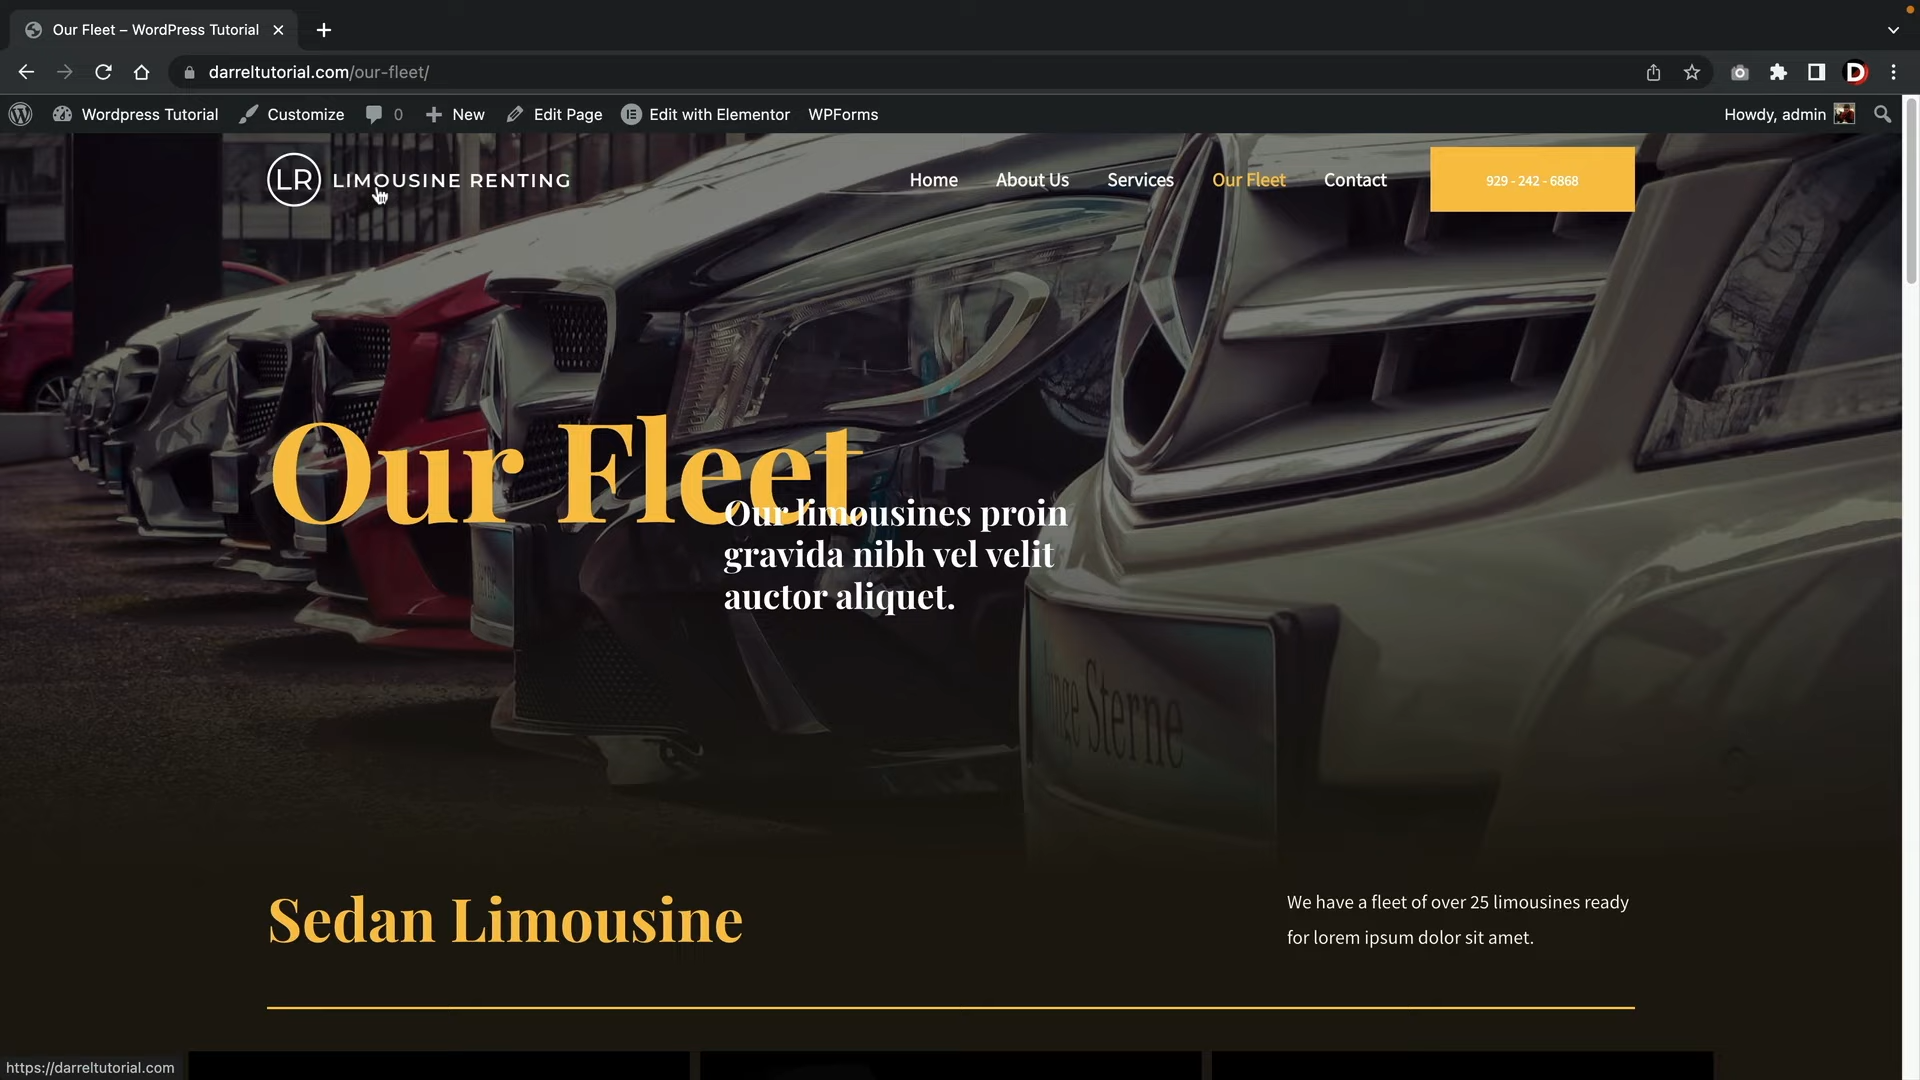 Our Fleet – WordPress Tutorial
darreltutorial.com/our-fleet/
D
Wordpress Tutorial Customize 0 New Edit Page Edit with Elementor WPForms Howdy, admin
LR LIMOUSINE RENTING Home About Us Services Our Fleet Contact 929 - 242 - 6868
Our Fleet
Our limousines proin
gravida nibh vel velit
auctor aliquet.
Sterne
Sedan Limousine
We have a fleet of over 25 limousines ready
for lorem ipsum dolor sit amet.
https://darreltutorial.com